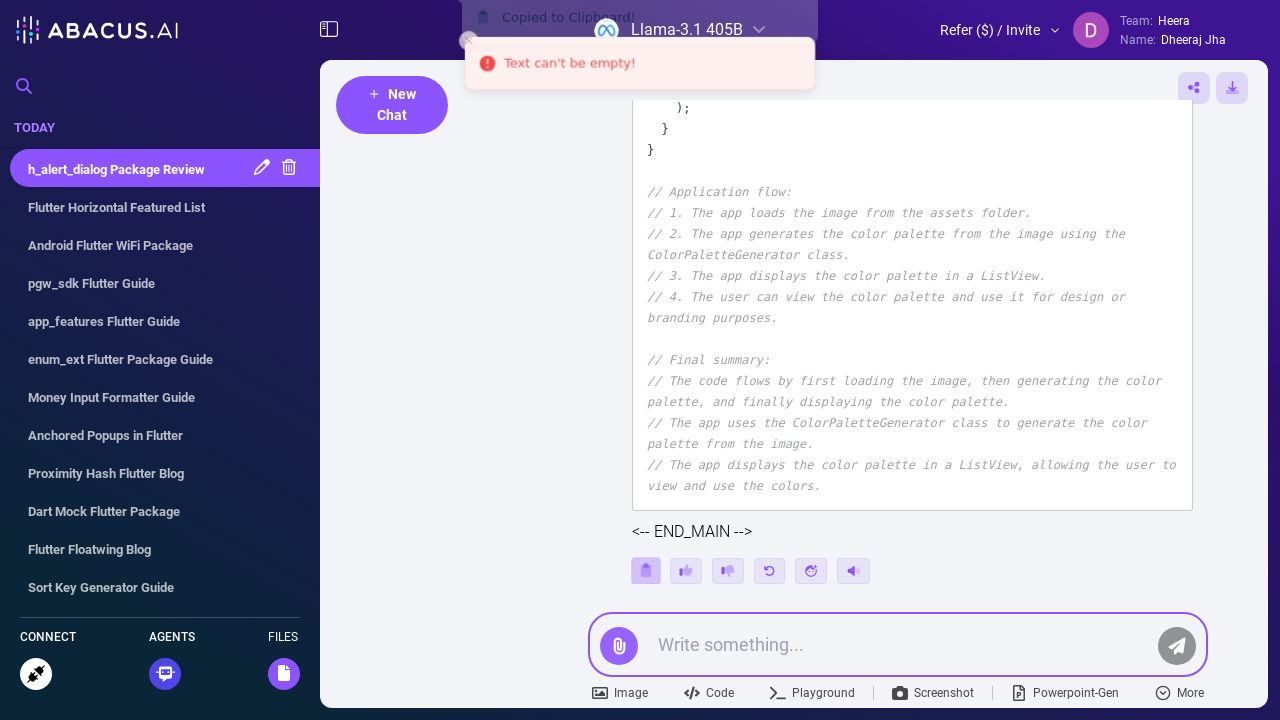 ABACUS.AI
Copied to Clipboard!
Llama-3.1 405B
Text can't be empty!
Refer ($) / Invite
D
Team: Heera
Name: Dheeraj Jha
TODAY
h_alert_dialog Package Review
Flutter Horizontal Featured List
Android Flutter WiFi Package
pgw_sdk Flutter Guide
app_features Flutter Guide
enum_ext Flutter Package Guide
Money Input Formatter Guide
Anchored Popups in Flutter
Proximity Hash Flutter Blog
Dart Mock Flutter Package
Flutter Floatwing Blog
Sort Key Generator Guide
CONNECT
AGENTS
FILES
+ New
Chat
);
}
}
// Application flow:
// 1. The app loads the image from the assets folder.
// 2. The app generates the color palette from the image using the
ColorPaletteGenerator class.
// 3. The app displays the color palette in a ListView.
// 4. The user can view the color palette and use it for design or
branding purposes.
// Final summary:
// The code flows by first loading the image, then generating the color
palette, and finally displaying the color palette.
// The app uses the ColorPaletteGenerator class to generate the color
palette from the image.
// The app displays the color palette in a ListView, allowing the user to
view and use the colors.
<-- END_MAIN -->
Write something...
Image
Code
Playground
Screenshot
Powerpoint-Gen
More